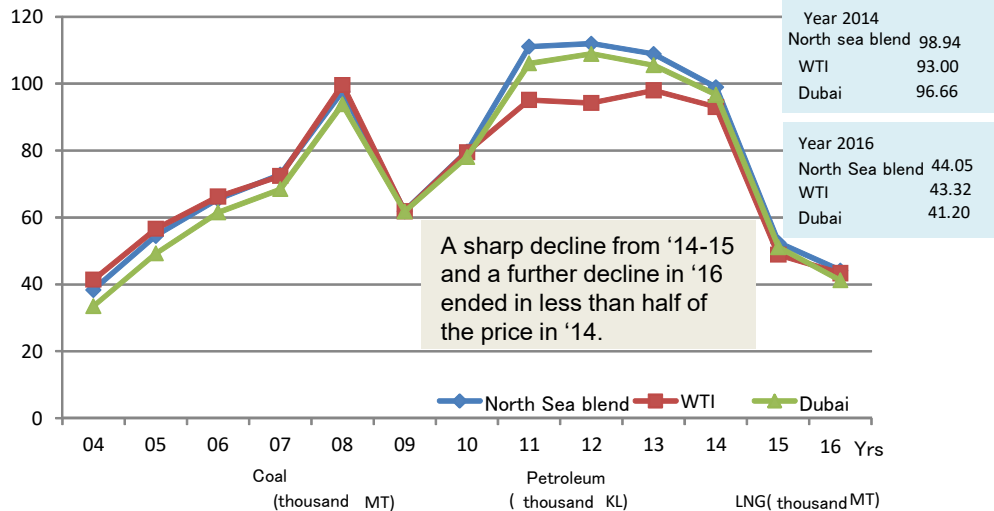 120
100
80
60
40
20
0
Year 2014
North sea blend 98.94
WTI 93.00
Dubai 96.66
Year 2016
North Sea blend 44.05
WTI 43.32
Dubai 41.20
A sharp decline from ‘14-15
and a further decline in ‘16
ended in less than half of
the price in ‘14.
North Sea blend WTI Dubai
04 05 06 07 08 09 10 11 12 13 14 15 16 Yrs
Coal Petroleum
(thousand MT) ( thousand KL) LNG( thousand MT)